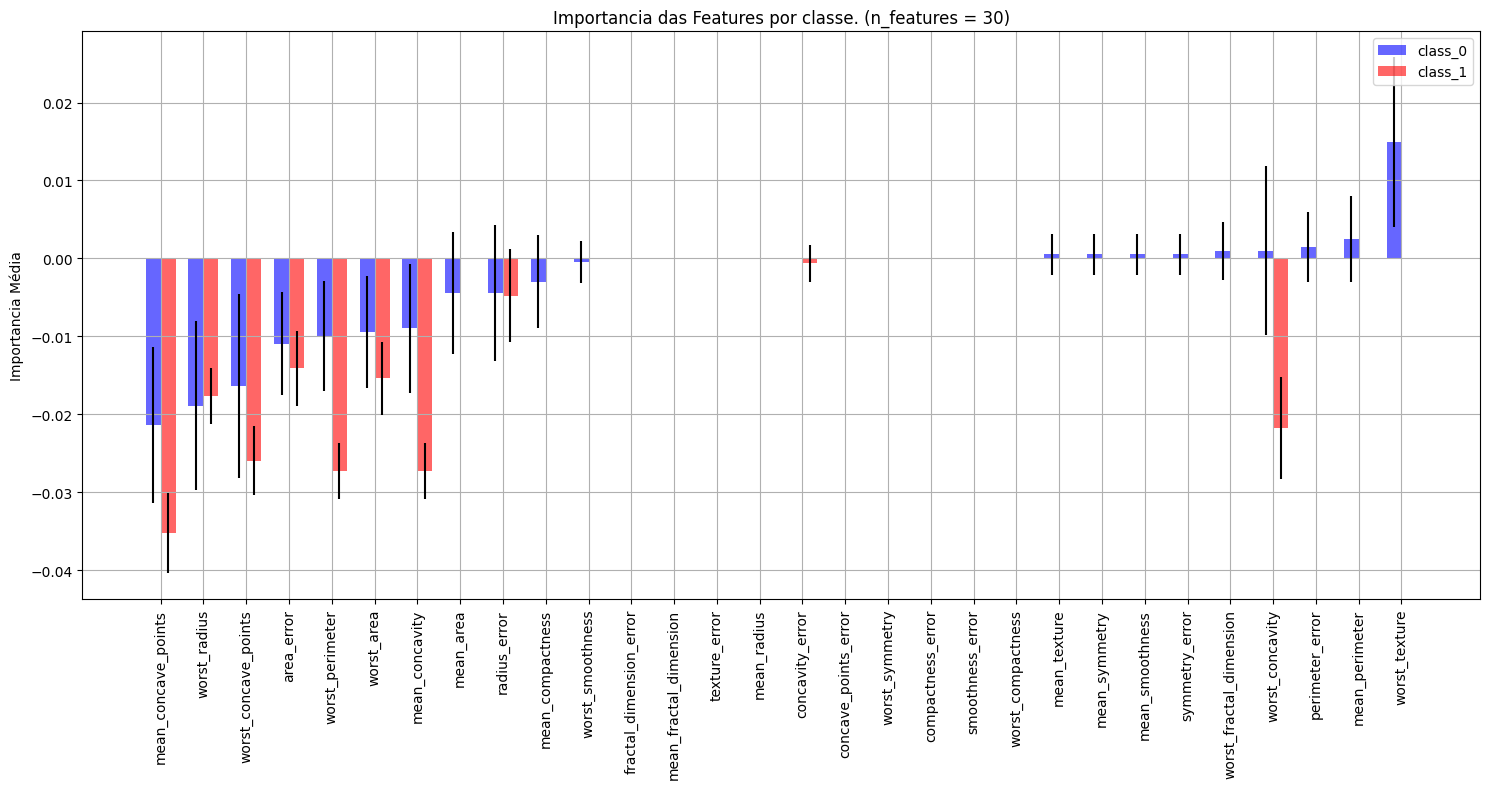 Importancia das Features por classe. (n_features = 30)
class_0
class_1
Importancia Média
0.02
0.01
0.00
−0.01
−0.02
−0.03
−0.04
mean_concave_points
worst_radius
worst_concave_points
area_error
worst_perimeter
worst_area
mean_concavity
mean_area
radius_error
mean_compactness
worst_smoothness
fractal_dimension_error
mean_fractal_dimension
texture_error
mean_radius
concavity_error
concave_points_error
worst_symmetry
compactness_error
smoothness_error
worst_compactness
mean_texture
mean_symmetry
mean_smoothness
symmetry_error
worst_fractal_dimension
worst_concavity
perimeter_error
mean_perimeter
worst_texture